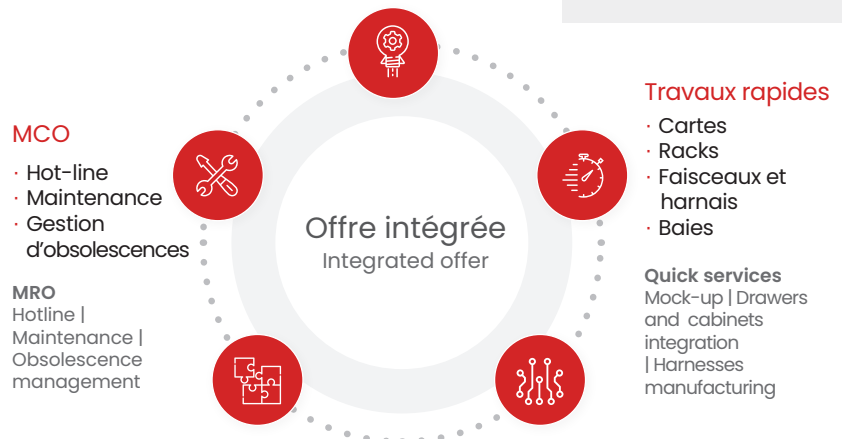 MCO
· Hot-line
· Maintenance
· Gestion
d'obsolescences
MRO
Hotline |
Maintenance |
Obsolescence
management
Offre intégrée
Integrated offer
Travaux rapides
· Cartes
· Racks
· Faisceaux et
harnais
· Baies
Quick services
Mock-up | Drawers
and cabinets
integration
| Harnesses
manufacturing